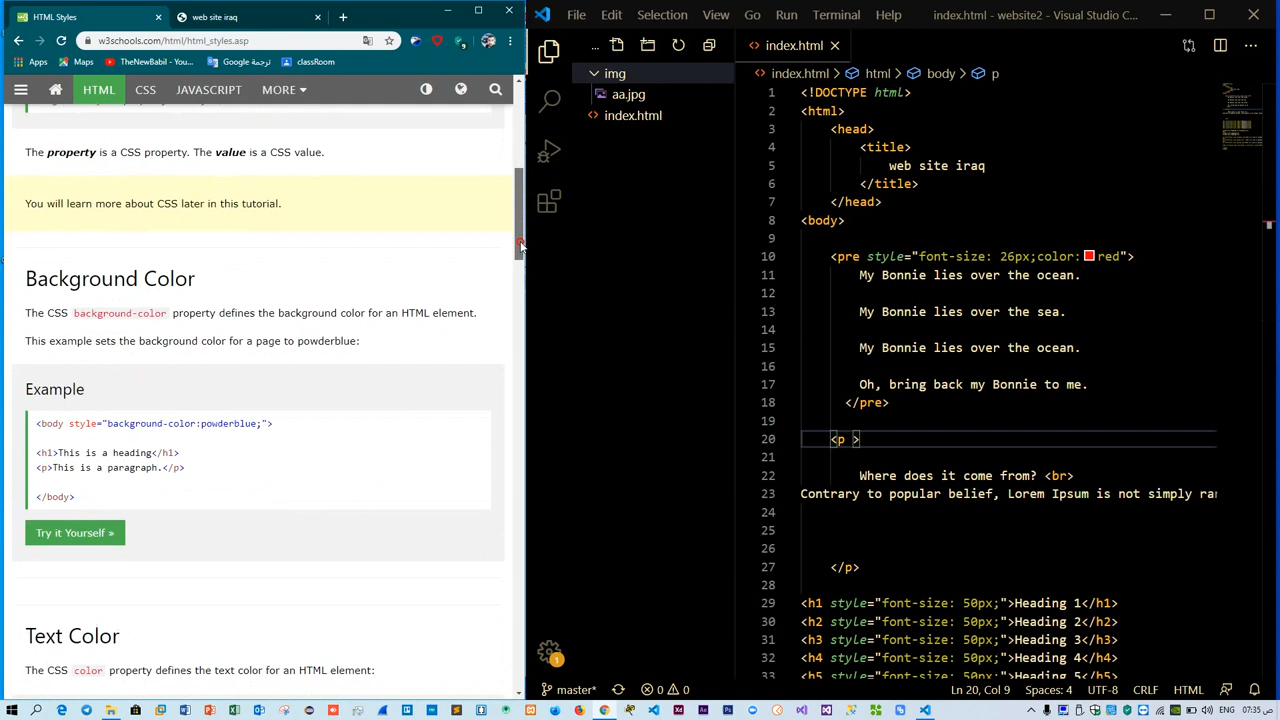 HTML Styles
web site iraq
w3schools.com/html/html_styles.asp
Apps
Maps
TheNewBabil - You...
Google ترجمة
classRoom
HTML
CSS
JAVASCRIPT
MORE
The property is a CSS property. The value is a CSS value.
You will learn more about CSS later in this tutorial.
Background Color
The CSS background-color property defines the background color for an HTML element.
This example sets the background color for a page to powderblue:
Example
<body style="background-color:powderblue;">
<h1>This is a heading</h1>
<p>This is a paragraph.</p>
</body>
Try it Yourself »
Text Color
The CSS color property defines the text color for an HTML element:
File Edit Selection View Go Run Terminal Help
index.html - website2 - Visual Studio C...
...
img
aa.jpg
index.html
index.html
index.html > html > body > p
1 <!DOCTYPE html>
2 <html>
3 <head>
4 <title>
5 web site iraq
6 </title>
7 </head>
8 <body>
9
10 <pre style="font-size: 26px;color: red">
11 My Bonnie lies over the ocean.
12
13 My Bonnie lies over the sea.
14
15 My Bonnie lies over the ocean.
16
17 Oh, bring back my Bonnie to me.
18 </pre>
19
20 <p >
21
22 Where does it come from? <br>
23 Contrary to popular belief, Lorem Ipsum is not simply ra
24
25
26
27 </p>
28
29 <h1 style="font-size: 50px;">Heading 1</h1>
30 <h2 style="font-size: 50px;">Heading 2</h2>
31 <h3 style="font-size: 50px;">Heading 3</h3>
32 <h4 style="font-size: 50px;">Heading 4</h4>
33 <h5 style="font-size: 50px;">Heading 5</h5>
1
master*
0 0
Ln 20, Col 9
Spaces: 4
UTF-8
CRLF
HTML
ENG
07:35 ص